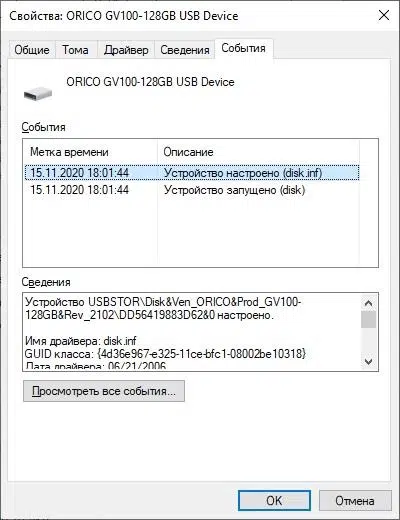 Свойства: ORICO GV100-128GB USB Device
Общие Тома Драйвер Сведения События
ORICO GV100-128GB USB Device
События
Метка времени Описание
15.11.2020 18:01:44 Устройство настроено (disk.inf)
15.11.2020 18:01:44 Устройство запущено (disk)
Сведения
Устройство USBSTOR\Disk&Ven_ORICO&Prod_GV100-
128GB&Rev_2102\DD56419883D62&0 настроено.
Имя драйвера: disk.inf
GUID класса: {4d36e967-e325-11ce-bfc1-08002be10318}
Дата драйвера: 06/21/2006
Просмотреть все события...
OK Отмена